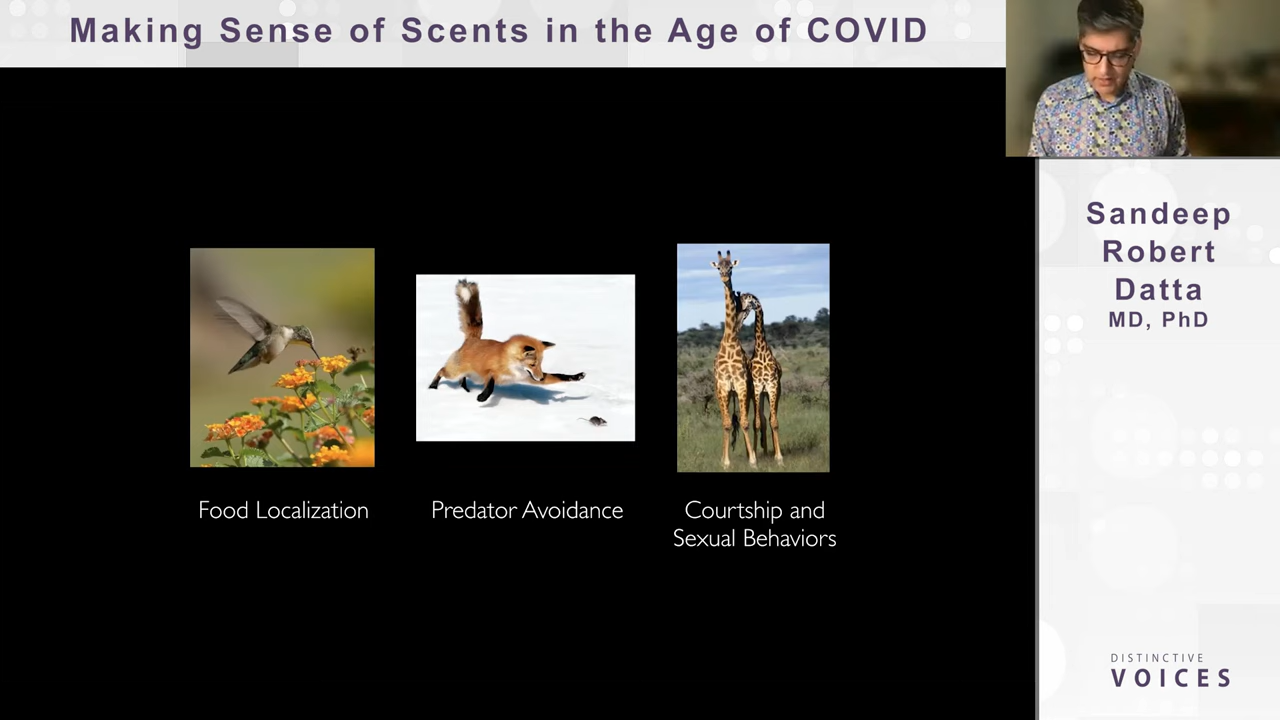 Making Sense of Scents in the Age of COVID
Sandeep
Robert
Datta
MD, PhD
Food Localization
Predator Avoidance
Courtship and
Sexual Behaviors
DISTINCTIVE
VOICES